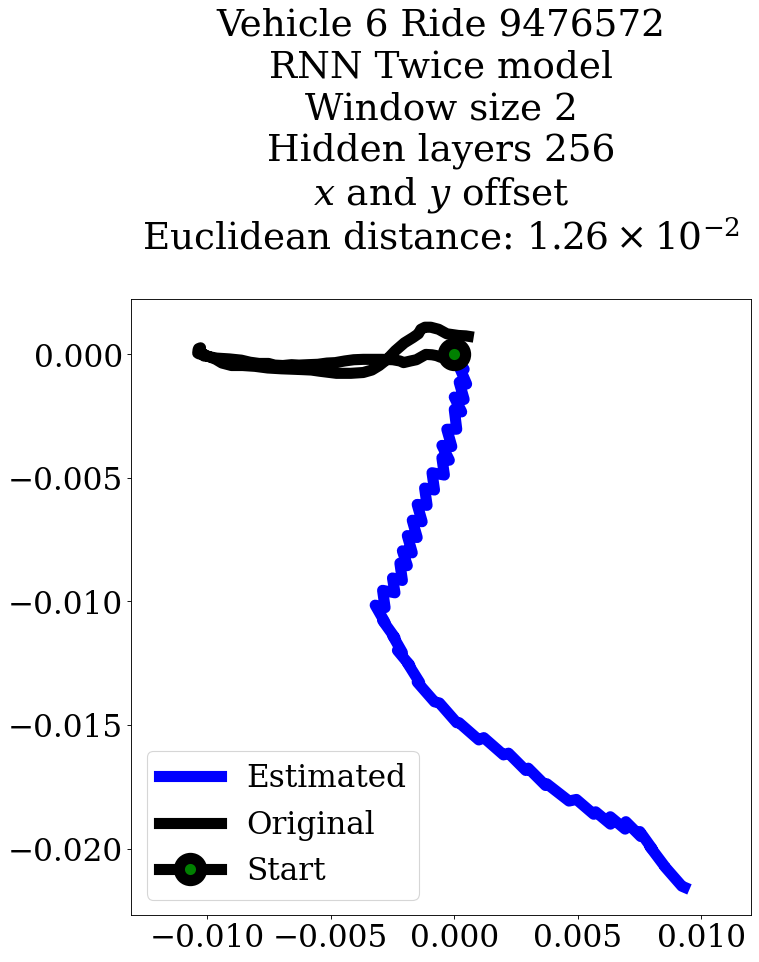 Vehicle 6 Ride 9476572
RNN Twice model
Window size 2
Hidden layers 256
x and y offset
Euclidean distance: 1.26 × 10⁻²
0.000
−0.005
−0.010
−0.015
−0.020
Estimated
Original
Start
−0.010 −0.005 0.000 0.005 0.010